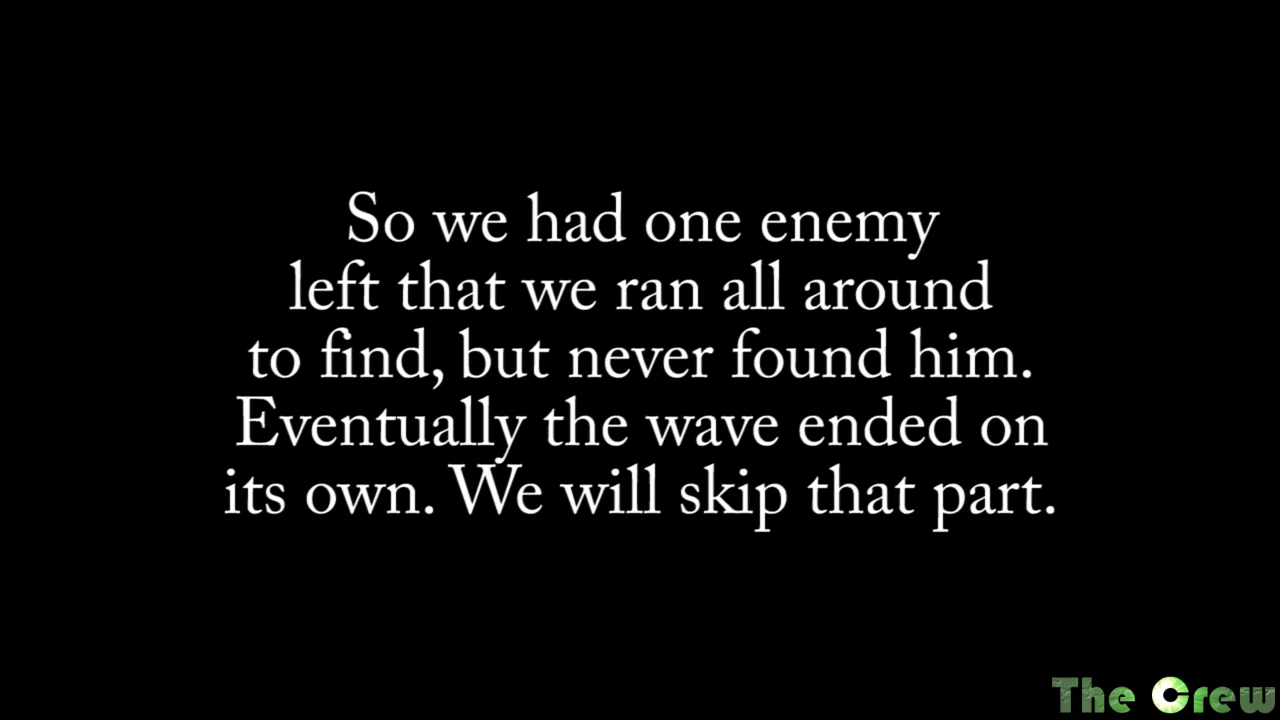 So we had one enemy
left that we ran all around
to find, but never found him.
Eventually the wave ended on
its own. We will skip that part.
The Crew